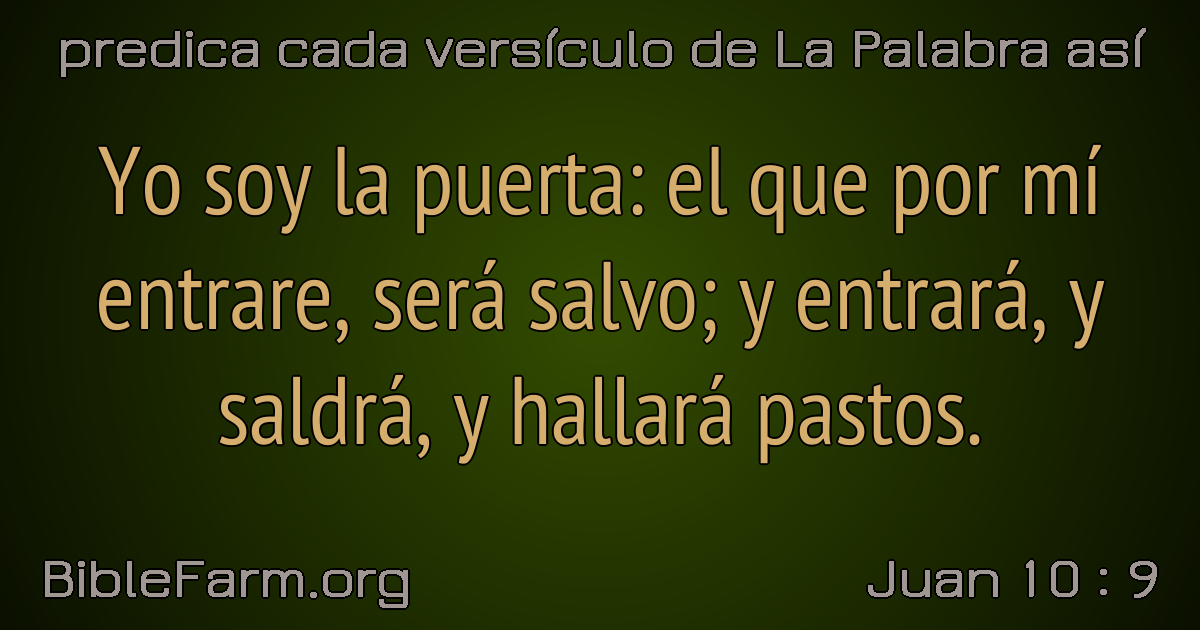 predica cada versículo de La Palabra así
Yo soy la puerta: el que por mí
entrare, será salvo; y entrará, y
saldrá, y hallará pastos.
BibleFarm.org
Juan 10 : 9